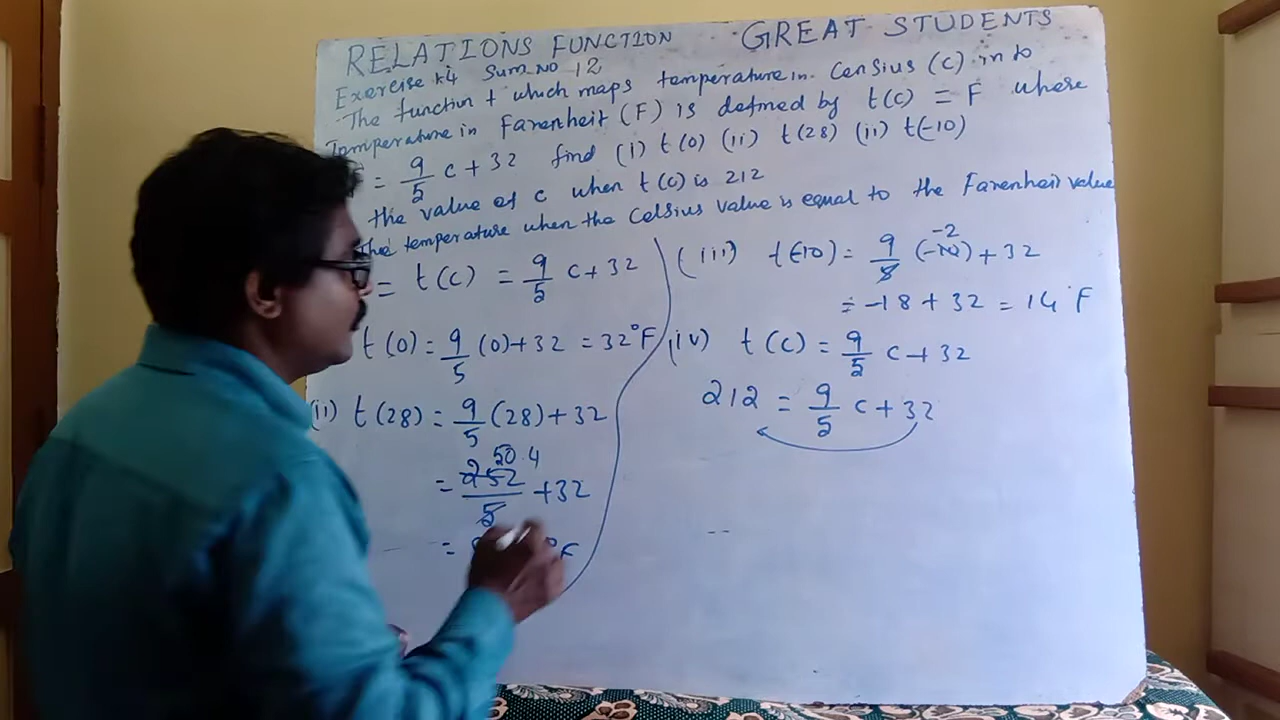 RELATIONS FUNCTION GREAT STUDENTS
Exercise 1.4 Sum No 12
The function t which maps temperature in Censius (C) in to
Temperature in Farenheit (F) is defined by t(C) = F where
= 9/5 C + 32 find (i) t(0) (ii) t(28) (ii) t(-10)
the value of C when t(C) is 212
The temperature when the Celsius value is equal to the Farenheit value
= t(C) = 9/5 C + 32
t(0) = 9/5 (0) + 32 = 32°F
(ii) t(28) = 9/5 (28) + 32
50.4
= 252/5 + 32
= °F
(iii) t(-10) = 9/5 (-10) + 32
-2
= -18 + 32 = 14°F
(iv) t(C) = 9/5 C + 32
212 = 9/5 C + 32